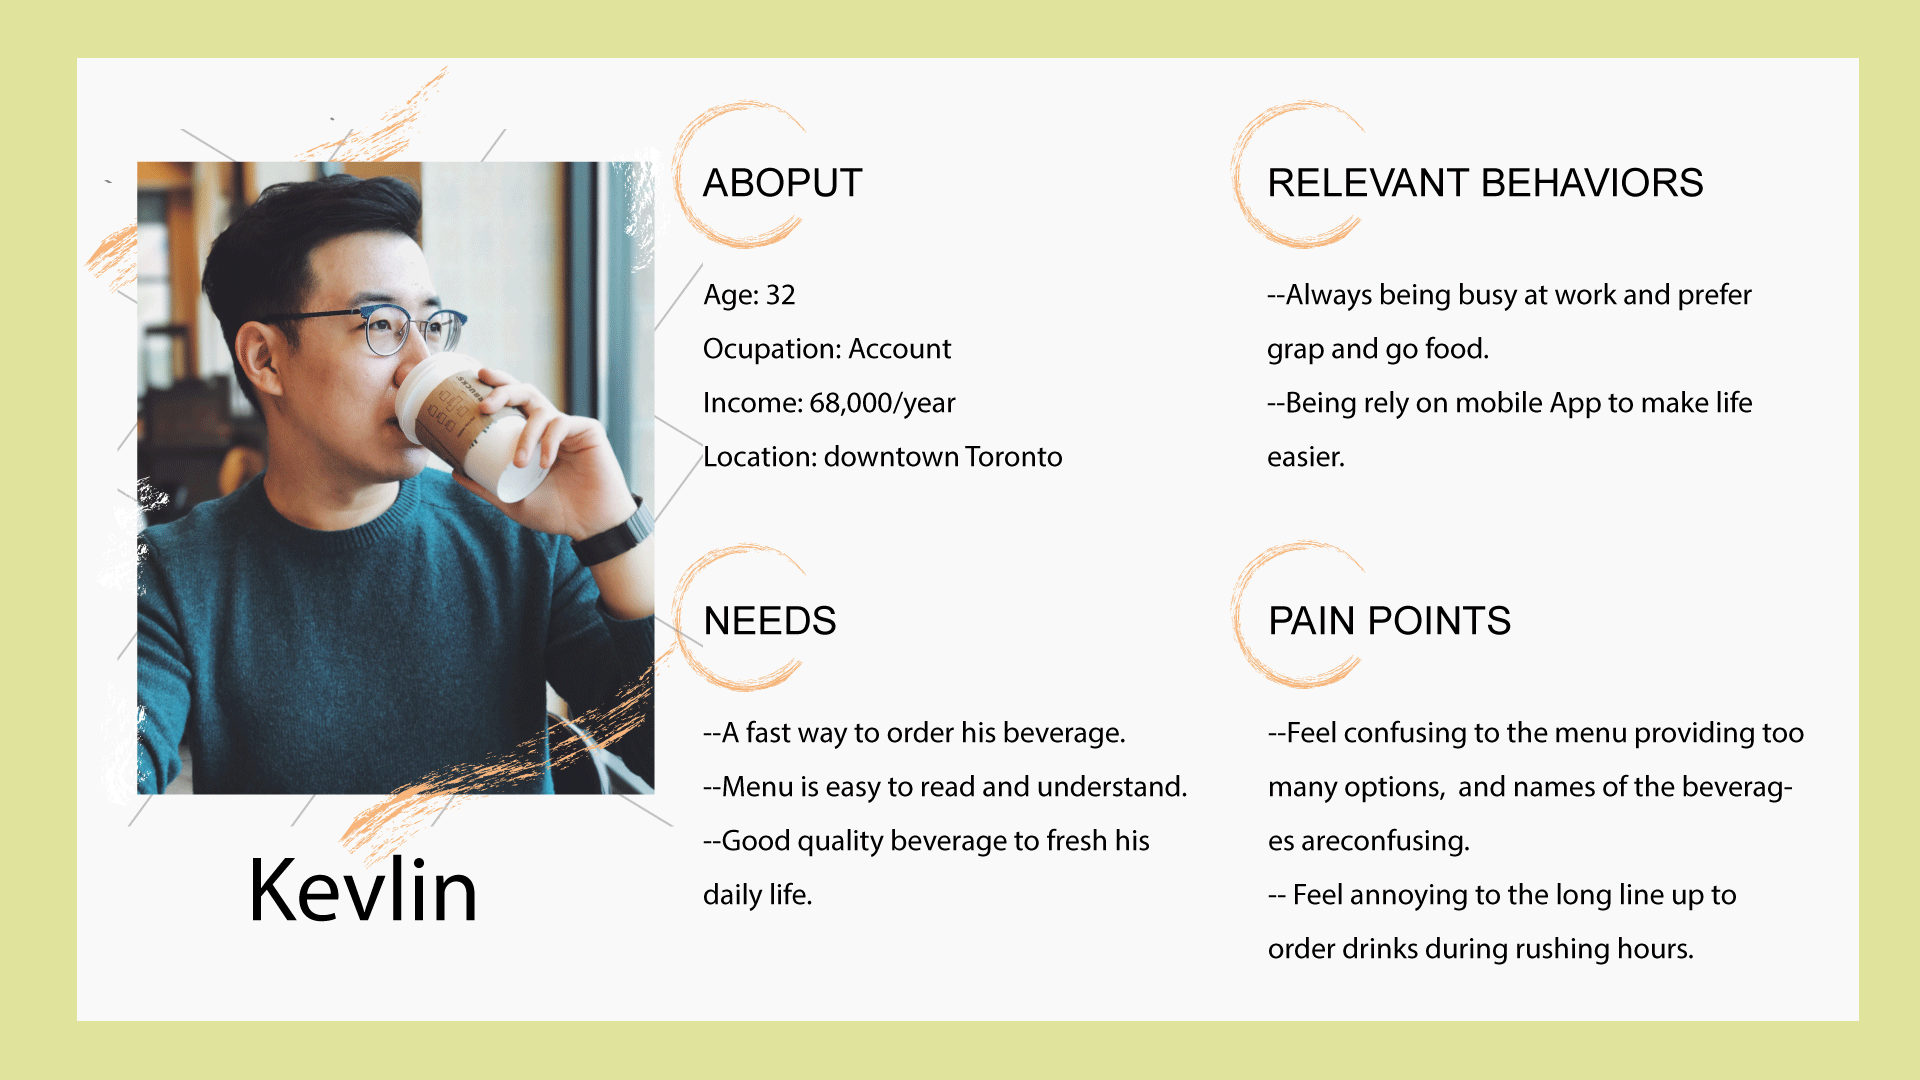 ABOPUT
Age: 32
Ocupation: Account
Income: 68,000/year
Location: downtown Toronto
RELEVANT BEHAVIORS
--Always being busy at work and prefer
grap and go food.
--Being rely on mobile App to make life
easier.
NEEDS
--A fast way to order his beverage.
--Menu is easy to read and understand.
--Good quality beverage to fresh his
daily life.
PAIN POINTS
--Feel confusing to the menu providing too
many options,  and names of the beverag-
es areconfusing.
-- Feel annoying to the long line up to
order drinks during rushing hours.
Kevlin